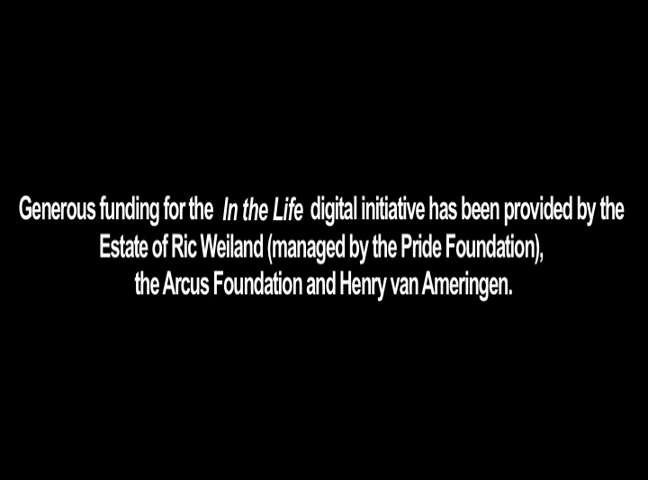 Generous funding for the In the Life digital initiative has been provided by the
Estate of Ric Weiland (managed by the Pride Foundation),
the Arcus Foundation and Henry van Ameringen.